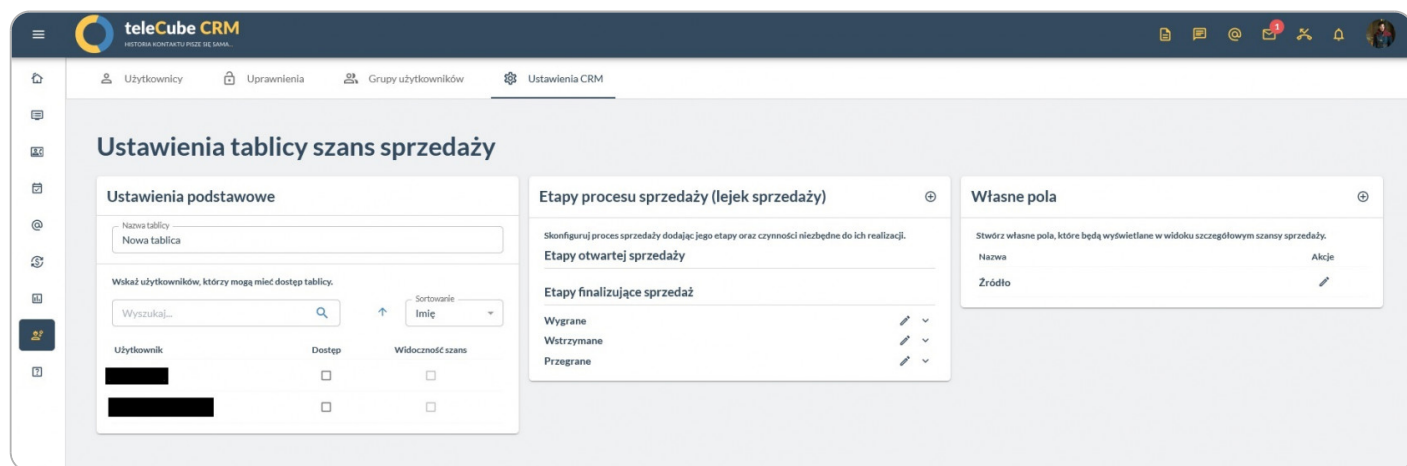 teleCube CRM
HISTORIA KONTAKTU PISZE SIĘ SAMA...
1
Użytkownicy
Uprawnienia
Grupy użytkowników
Ustawienia CRM
Ustawienia tablicy szans sprzedaży
Ustawienia podstawowe
Nazwa tablicy
Nowa tablica
Wskaż użytkowników, którzy mogą mieć dostęp tablicy.
Wyszukaj...
Sortowanie
Imię
Użytkownik Dostęp Widoczność szans
Etapy procesu sprzedaży (lejek sprzedaży)
Skonfiguruj proces sprzedaży dodając jego etapy oraz czynności niezbędne do ich realizacji.
Etapy otwartej sprzedaży
Etapy finalizujące sprzedaż
Wygrane
Wstrzymane
Przegrane
Własne pola
Stwórz własne pola, które będą wyświetlane w widoku szczegółowym szansy sprzedaży.
Nazwa Akcje
Źródło